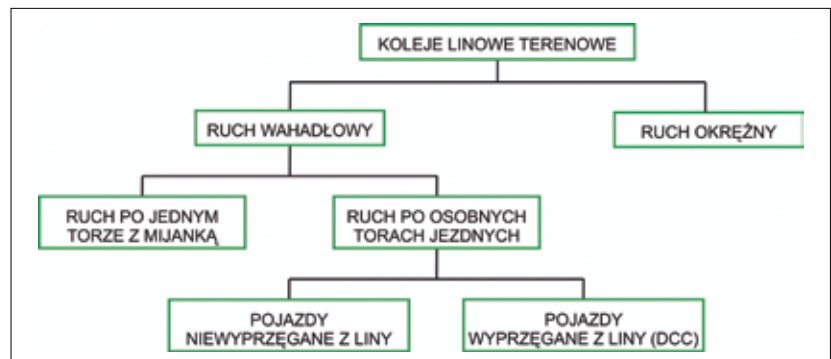 KOLEJE LINOWE TERENOWE
RUCH WAHADŁOWY
RUCH OKRĘŻNY
RUCH PO JEDNYM
TORZE Z MIJANKĄ
RUCH PO OSOBNYCH
TORACH JEZDNYCH
POJAZDY
NIEWYPRZĘGANE Z LINY
POJAZDY
WYPRZĘGANE Z LINY (DCC)